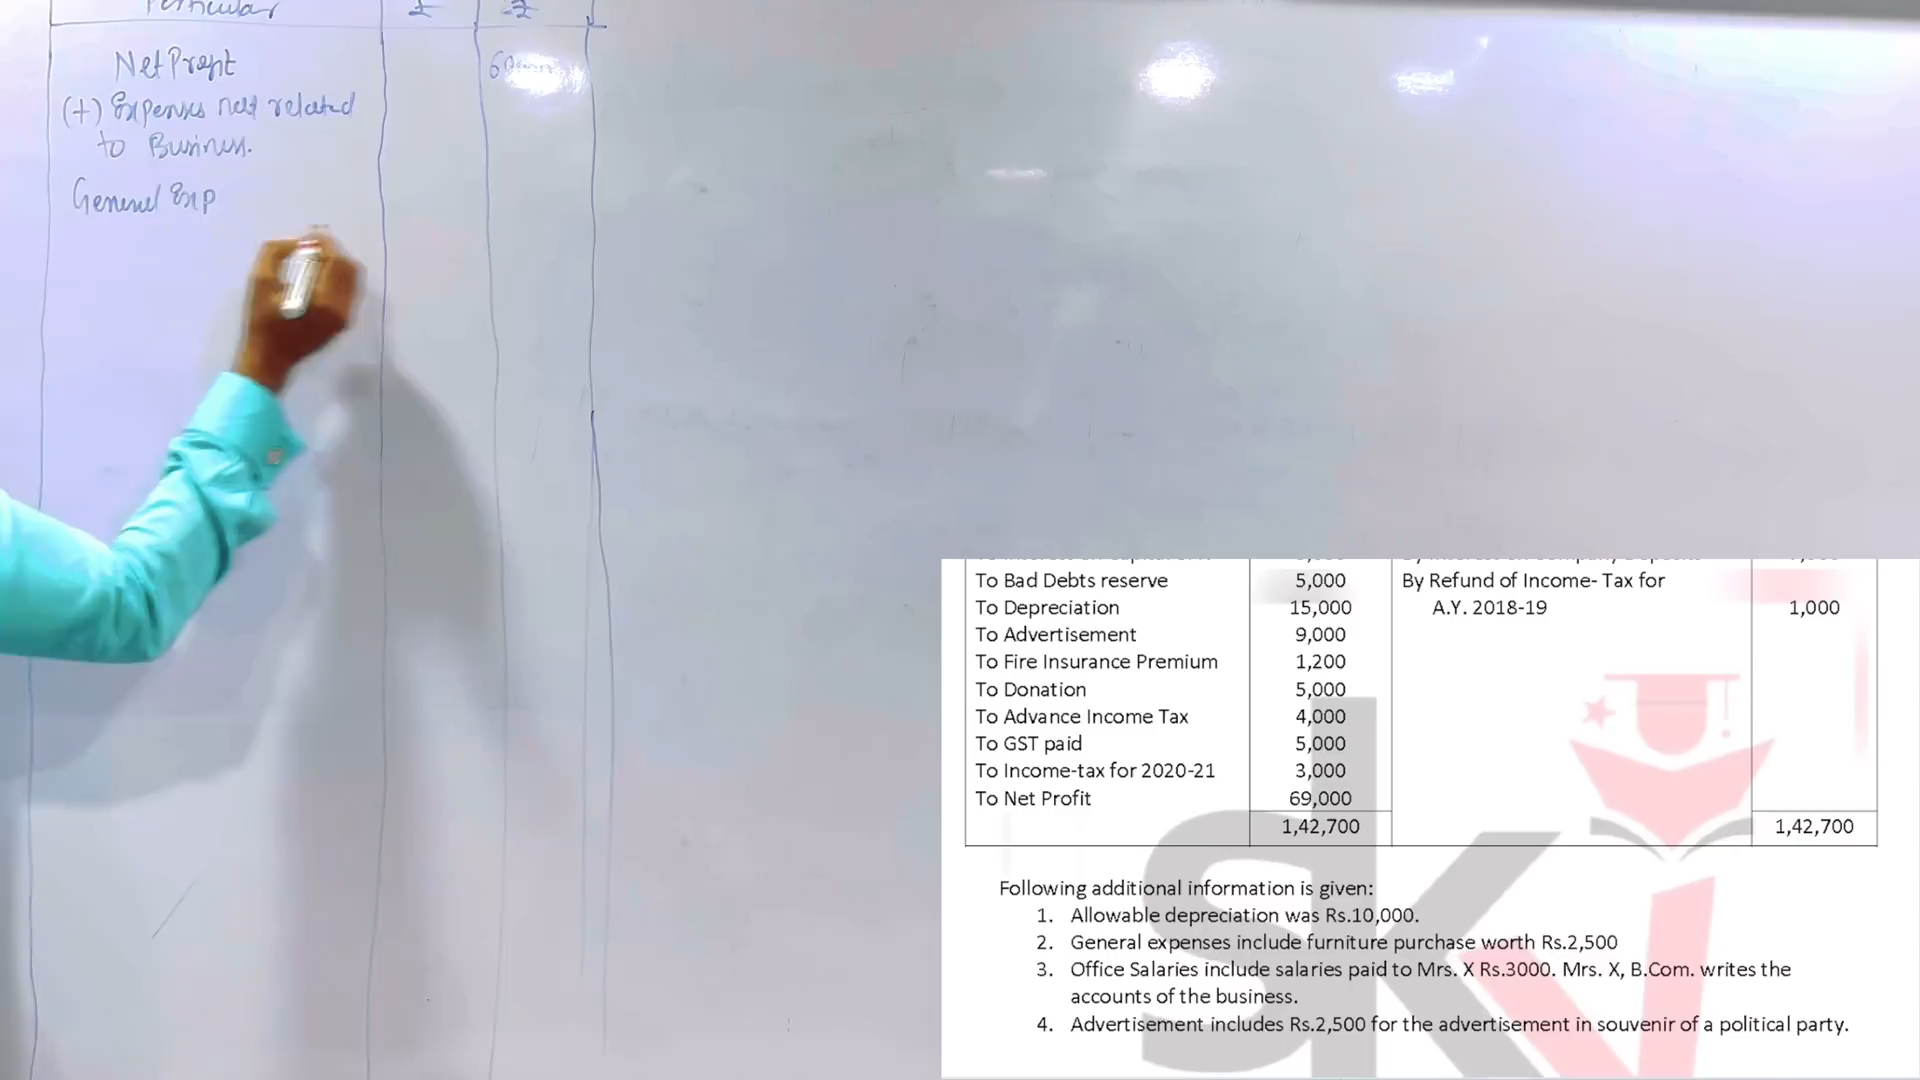 Particular ₹ ₹
Net Profit
(+) Expenses not related
to Business.
General Exp
To Bad Debts reserve 5,000 By Refund of Income- Tax for
To Depreciation 15,000 A.Y. 2018-19 1,000
To Advertisement 9,000
To Fire Insurance Premium 1,200
To Donation 5,000
To Advance Income Tax 4,000
To GST paid 5,000
To Income-tax for 2020-21 3,000
To Net Profit 69,000
1,42,700 1,42,700
Following additional information is given:
1. Allowable depreciation was Rs.10,000.
2. General expenses include furniture purchase worth Rs.2,500
3. Office Salaries include salaries paid to Mrs. X Rs.3000. Mrs. X, B.Com. writes the
accounts of the business.
4. Advertisement includes Rs.2,500 for the advertisement in souvenir of a political party.
skv